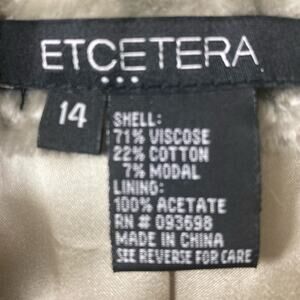 ETCETERA
14
SHELL:
71% VISCOSE
22% COTTON
7% MODAL
LINING:
100% ACETATE
RN # 093698
MADE IN CHINA
SEE REVERSE FOR CARE